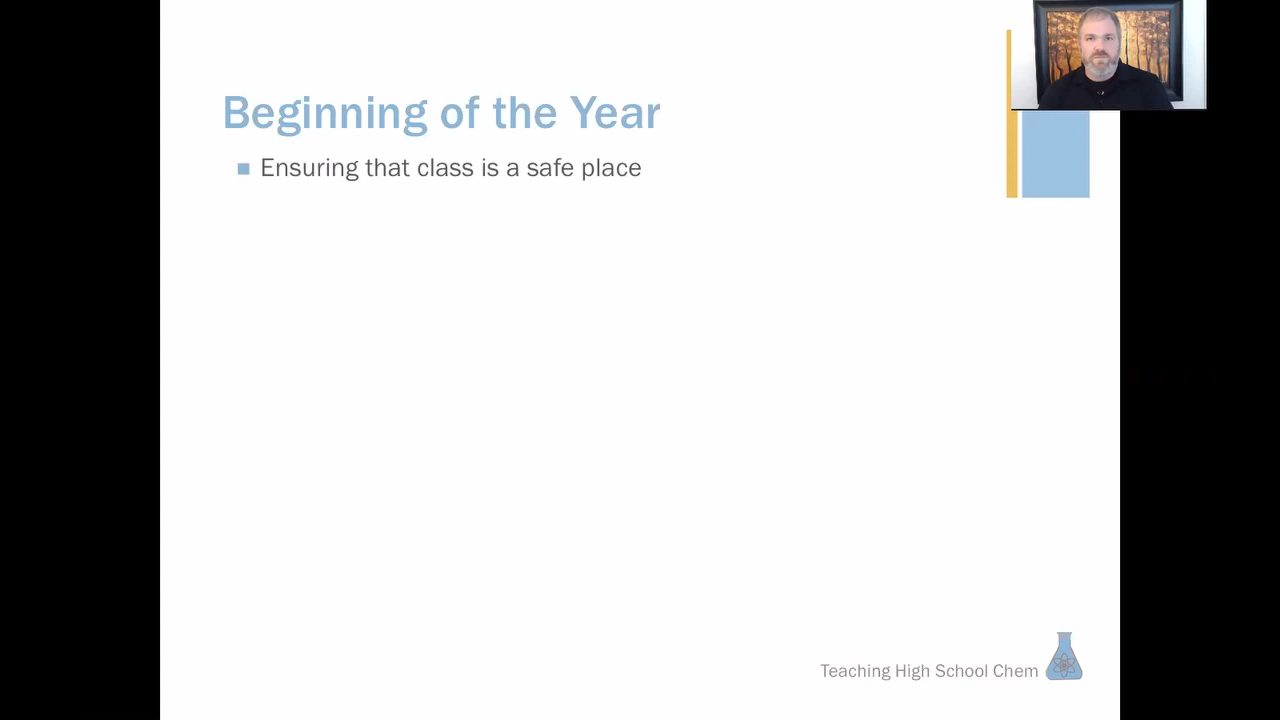 Beginning of the Year
Ensuring that class is a safe place
Teaching High School Chem